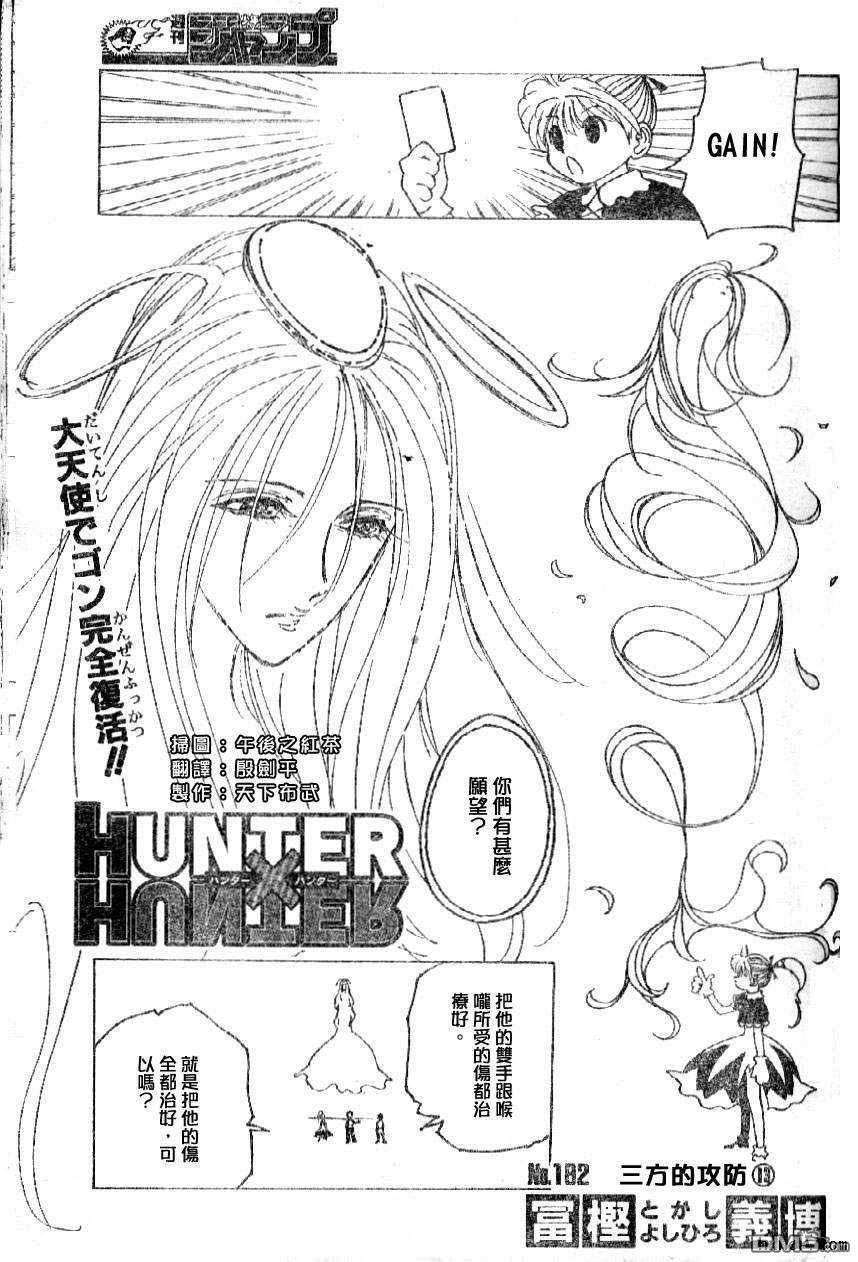 週刊
ジャンプ
GAIN!
だいてんし
かんぜんふっかつ
大天使でゴン完全復活!!
掃圖：午後之紅茶
翻譯：殷劍平
製作：天下布武
HUNTER
ハンター
ハンター
HUNTER
你們有甚麼
願望?
把他的雙手跟喉
嚨所受的傷都治
療好。
就是把他的傷
全都治好，可
以嗎?
No.182 三方的攻防⑬
冨樫義博
とかし
よしひろ